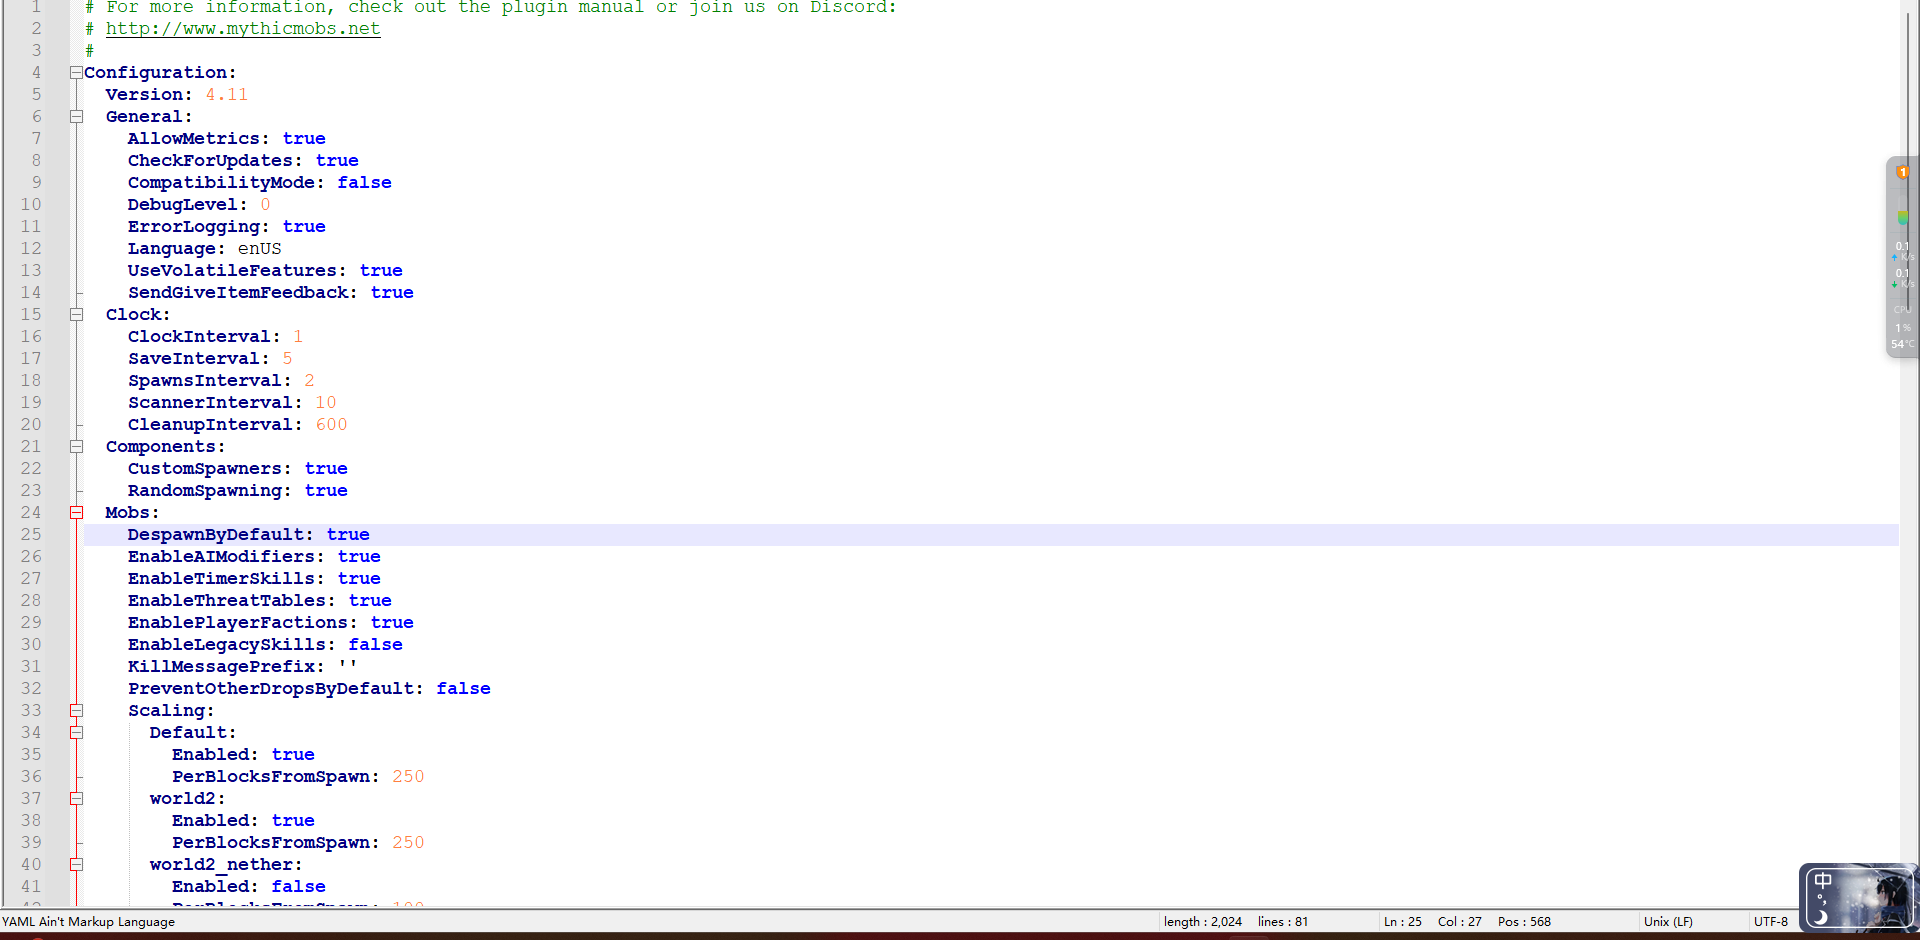 1 # For more information, check out the plugin manual or join us on Discord:
2 # http://www.mythicmobs.net
3 #
4 Configuration:
5 Version: 4.11
6 General:
7 AllowMetrics: true
8 CheckForUpdates: true
9 CompatibilityMode: false
10 DebugLevel: 0
11 ErrorLogging: true
12 Language: enUS
13 UseVolatileFeatures: true
14 SendGiveItemFeedback: true
15 Clock:
16 ClockInterval: 1
17 SaveInterval: 5
18 SpawnsInterval: 2
19 ScannerInterval: 10
20 CleanupInterval: 600
21 Components:
22 CustomSpawners: true
23 RandomSpawning: true
24 Mobs:
25 DespawnByDefault: true
26 EnableAIModifiers: true
27 EnableTimerSkills: true
28 EnableThreatTables: true
29 EnablePlayerFactions: true
30 EnableLegacySkills: false
31 KillMessagePrefix: ''
32 PreventOtherDropsByDefault: false
33 Scaling:
34 Default:
35 Enabled: true
36 PerBlocksFromSpawn: 250
37 world2:
38 Enabled: true
39 PerBlocksFromSpawn: 250
40 world2_nether:
41 Enabled: false
1
0.1
K/s
0.1
K/s
CPU
1%
54°C
中
YAML Ain't Markup Language length : 2,024 lines : 81 Ln : 25 Col : 27 Pos : 568 Unix (LF) UTF-8